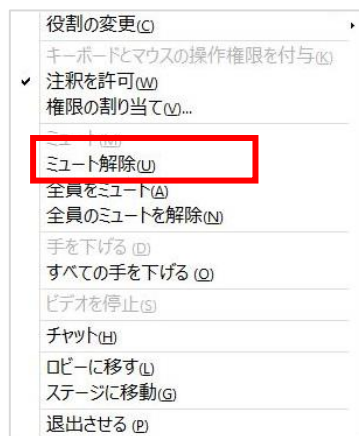 役割の変更(C)
キーボードとマウスの操作権限を付与(K)
注釈を許可(W)
権限の割り当て(V)...
ミュート(M)
ミュート解除(U)
全員をミュート(A)
全員のミュートを解除(N)
手を下げる (D)
すべての手を下げる (O)
ビデオを停止(S)
チャット(H)
ロビーに移す(L)
ステージに移動(G)
退出させる (P)